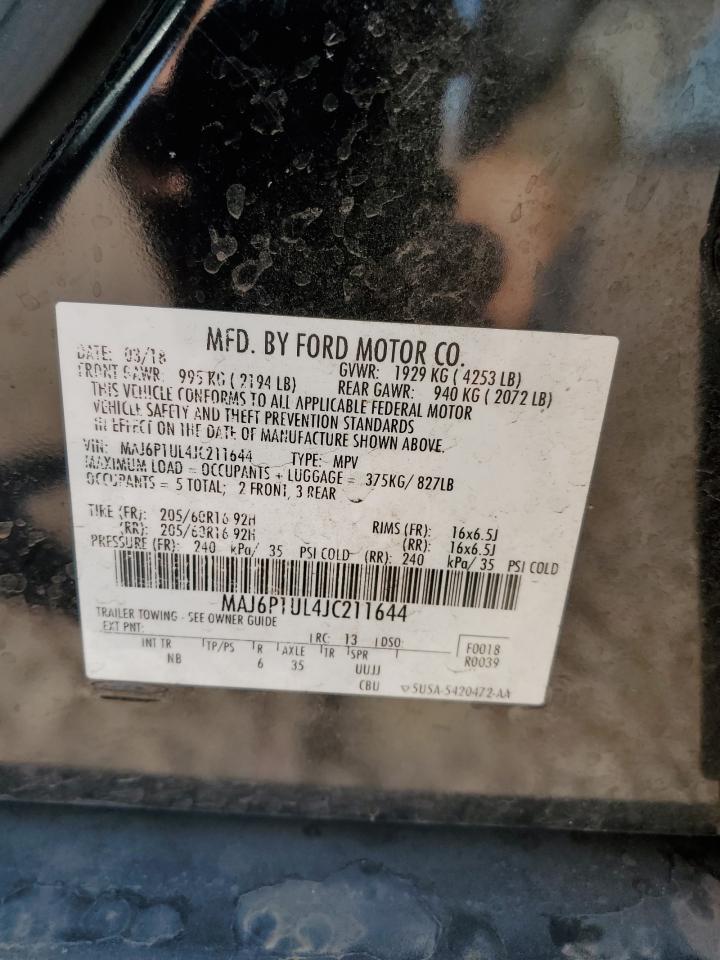 MFD. BY FORD MOTOR CO.
DATE: 03/18 GVWR: 1929 KG ( 4253 LB)
FRONT GAWR: 995 KG ( 2194 LB) REAR GAWR: 940 KG ( 2072 LB)
THIS VEHICLE CONFORMS TO ALL APPLICABLE FEDERAL MOTOR
VEHICLE SAFETY AND THEFT PREVENTION STANDARDS
IN EFFECT ON THE DATE OF MANUFACTURE SHOWN ABOVE.
VIN: MAJ6P1UL4JC211644 TYPE: MPV
MAXIMUM LOAD = OCCUPANTS + LUGGAGE = 375KG/ 827LB
OCCUPANTS = 5 TOTAL; 2 FRONT, 3 REAR
TIRE (FR): 205/60R16 92H RIMS (FR): 16x6.5J
(RR): 205/60R16 92H (RR): 16x6.5J
PRESSURE (FR): 240 kPa/ 35 PSI COLD (RR): 240 kPa/ 35 PSI COLD
MAJ6P1UL4JC211644
TRAILER TOWING - SEE OWNER GUIDE
EXT PNT: RC: 13 DSO: F0018
INT TR TP/PS R AXLE TR SPR R0039
NB 6 35 UUJJ
CBU 5USA-5420472-AA